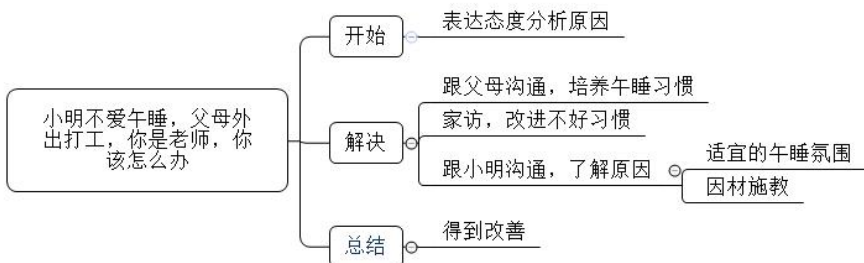 小明不爱午睡，父母外
出打工，你是老师，你
该怎么办
开始
表达态度分析原因
解决
跟父母沟通，培养午睡习惯
家访，改进不好习惯
跟小明沟通，了解原因
适宜的午睡氛围
因材施教
总结
得到改善